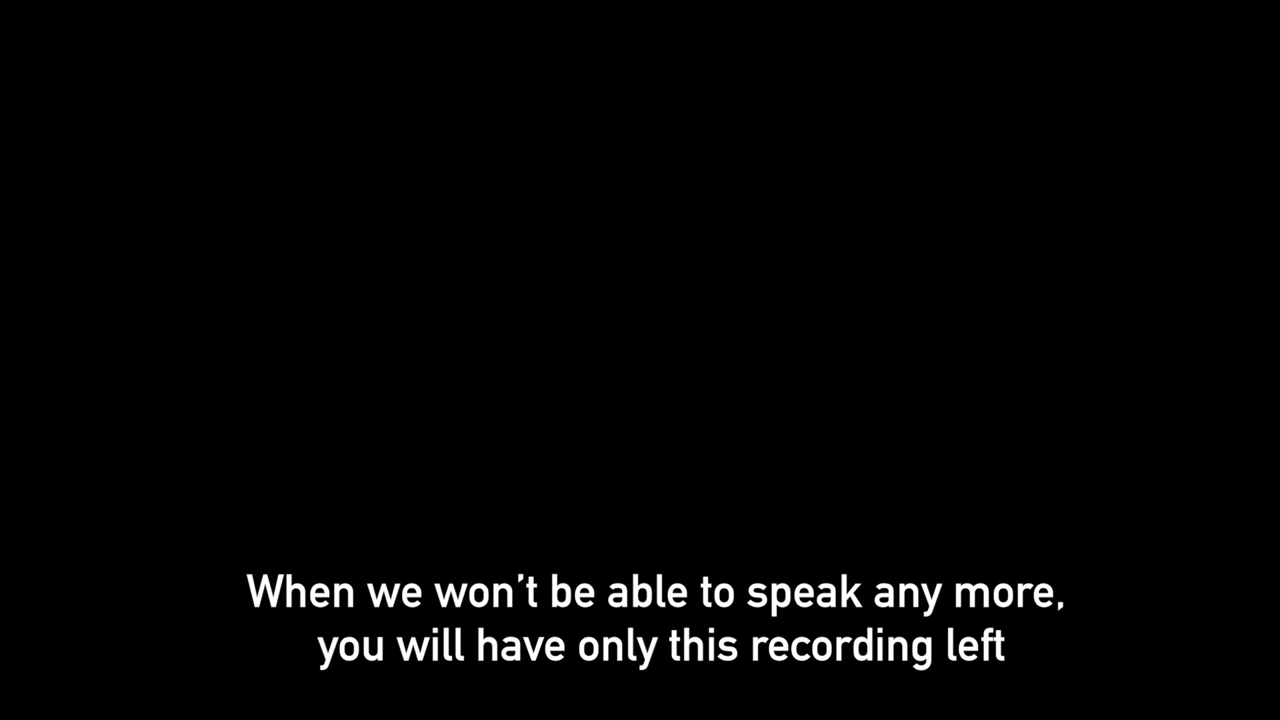 When we won’t be able to speak any more,
you will have only this recording left